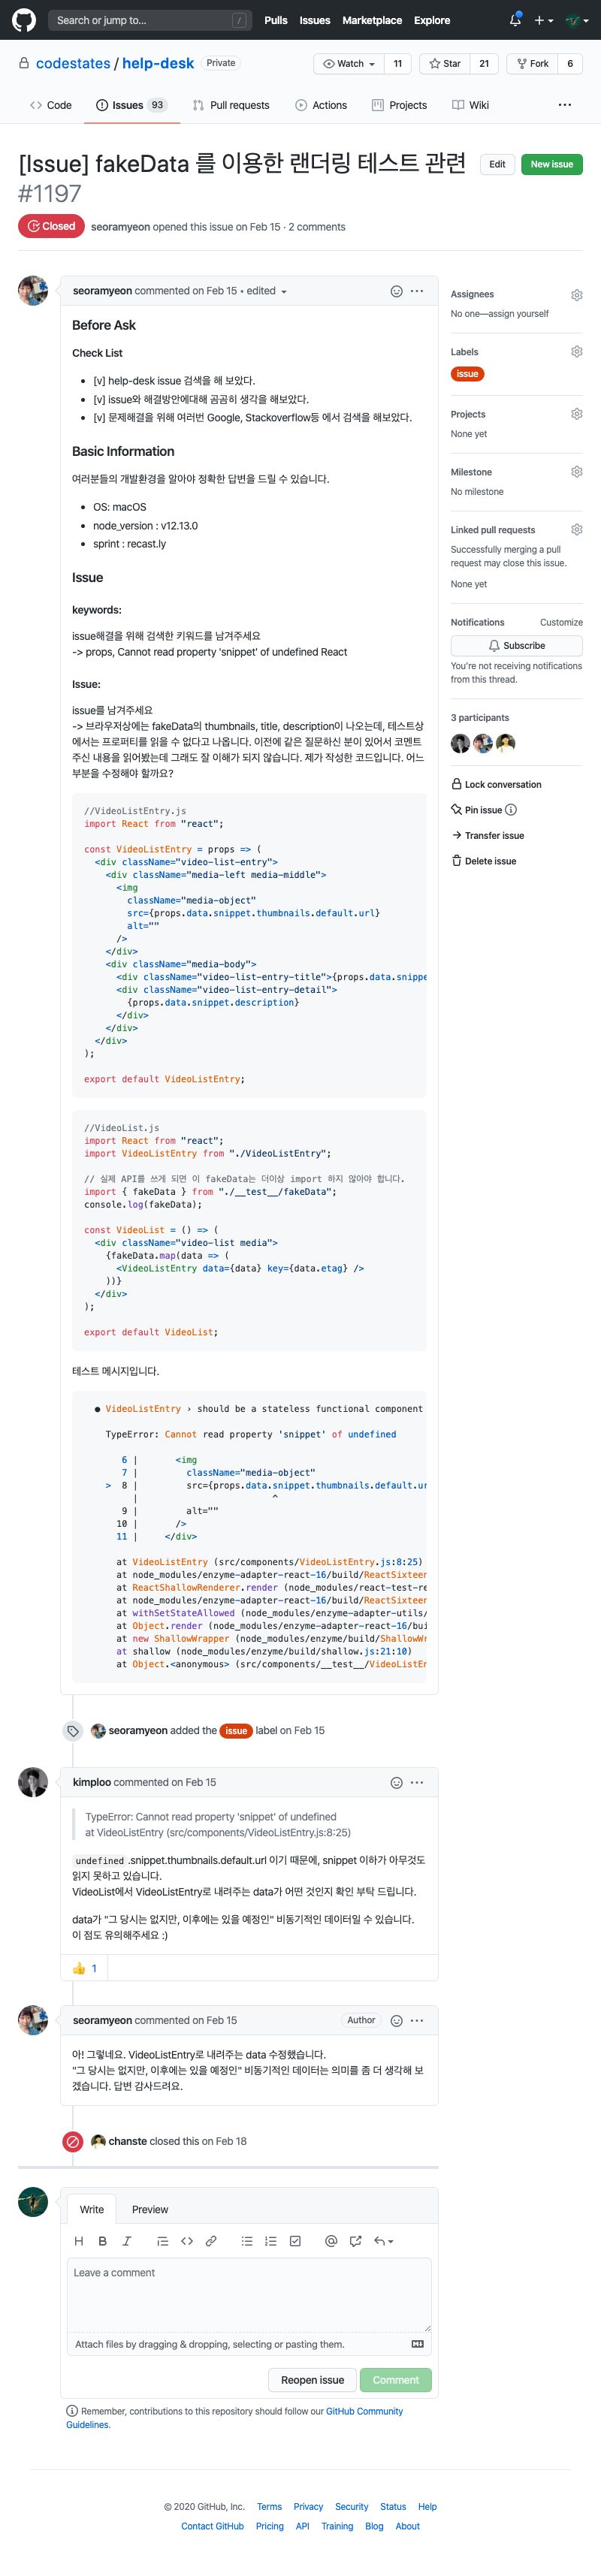 Search or jump to...
/
Pulls Issues Marketplace Explore
codestates / help-desk Private
Watch 11 Star 21 Fork 6
Code Issues 93 Pull requests Actions Projects Wiki
[Issue] fakeData 를 이용한 랜더링 테스트 관련
#1197
Edit New issue
Closed seoramyeon opened this issue on Feb 15 · 2 comments
seoramyeon commented on Feb 15 • edited
Before Ask
Check List
• [v] help-desk issue 검색을 해 보았다.
• [v] issue와 해결방안에대해 곰곰히 생각을 해보았다.
• [v] 문제해결을 위해 여러번 Google, Stackoverflow등 에서 검색을 해보았다.
Basic Information
여러분들의 개발환경을 알아야 정확한 답변을 드릴 수 있습니다.
• OS: macOS
• node_version : v12.13.0
• sprint : recast.ly
Issue
keywords:
issue해결을 위해 검색한 키워드를 남겨주세요
-> props, Cannot read property 'snippet' of undefined React
Issue:
issue를 남겨주세요
-> 브라우저상에는 fakeData의 thumbnails, title, description이 나오는데, 테스트상
에서는 프로퍼티를 읽을 수 없다고 나옵니다. 이전에 같은 질문하신 분이 있어서 코멘트
주신 내용을 읽어봤는데 그래도 잘 이해가 되지 않습니다. 제가 작성한 코드입니다. 어느
부분을 수정해야 할까요?
//VideoListEntry.js
import React from "react";
const VideoListEntry = props => (
<div className="video-list-entry">
<div className="media-left media-middle">
<img
className="media-object"
src={props.data.snippet.thumbnails.default.url}
alt=""
/>
</div>
<div className="media-body">
<div className="video-list-entry-title">{props.data.snippe
<div className="video-list-entry-detail">
{props.data.snippet.description}
</div>
</div>
</div>
);
export default VideoListEntry;
//VideoList.js
import React from "react";
import VideoListEntry from "./VideoListEntry";
// 실제 API를 쓰게 되면 이 fakeData는 더이상 import 하지 않아야 합니다.
import { fakeData } from "./__test__/fakeData";
console.log(fakeData);
const VideoList = () => (
<div className="video-list media">
{fakeData.map(data => (
<VideoListEntry data={data} key={data.etag} />
))}
</div>
);
export default VideoList;
테스트 메시지입니다.
● VideoListEntry › should be a stateless functional component
TypeError: Cannot read property 'snippet' of undefined
6 | <img
7 | className="media-object"
> 8 | src={props.data.snippet.thumbnails.default.ur
| ^
9 | alt=""
10 | />
11 | </div>
at VideoListEntry (src/components/VideoListEntry.js:8:25)
at node_modules/enzyme-adapter-react-16/build/ReactSixteen
at ReactShallowRenderer.render (node_modules/react-test-re
at node_modules/enzyme-adapter-react-16/build/ReactSixteen
at withSetStateAllowed (node_modules/enzyme-adapter-utils/
at Object.render (node_modules/enzyme-adapter-react-16/bui
at new ShallowWrapper (node_modules/enzyme/build/ShallowWr
at shallow (node_modules/enzyme/build/shallow.js:21:10)
at Object.<anonymous> (src/components/__test__/VideoListEn
seoramyeon added the issue label on Feb 15
kimploo commented on Feb 15
TypeError: Cannot read property 'snippet' of undefined
at VideoListEntry (src/components/VideoListEntry.js:8:25)
undefined .snippet.thumbnails.default.url 이기 때문에, snippet 이하가 아무것도
읽지 못하고 있습니다.
VideoList에서 VideoListEntry로 내려주는 data가 어떤 것인지 확인 부탁 드립니다.
data가 "그 당시는 없지만, 이후에는 있을 예정인" 비동기적인 데이터일 수 있습니다.
이 점도 유의해주세요 :)
👍 1
seoramyeon commented on Feb 15 Author
아! 그렇네요. VideoListEntry로 내려주는 data 수정했습니다.
"그 당시는 없지만, 이후에는 있을 예정인" 비동기적인 데이터는 의미를 좀 더 생각해 보
겠습니다. 답변 감사드려요.
chanste closed this on Feb 18
Write Preview
Leave a comment
Attach files by dragging & dropping, selecting or pasting them.
Reopen issue Comment
Remember, contributions to this repository should follow our GitHub Community
Guidelines.
Assignees
No one—assign yourself
Labels
issue
Projects
None yet
Milestone
No milestone
Linked pull requests
Successfully merging a pull
request may close this issue.
None yet
Notifications Customize
Subscribe
You're not receiving notifications
from this thread.
3 participants
Lock conversation
Pin issue
Transfer issue
Delete issue
© 2020 GitHub, Inc. Terms Privacy Security Status Help
Contact GitHub Pricing API Training Blog About